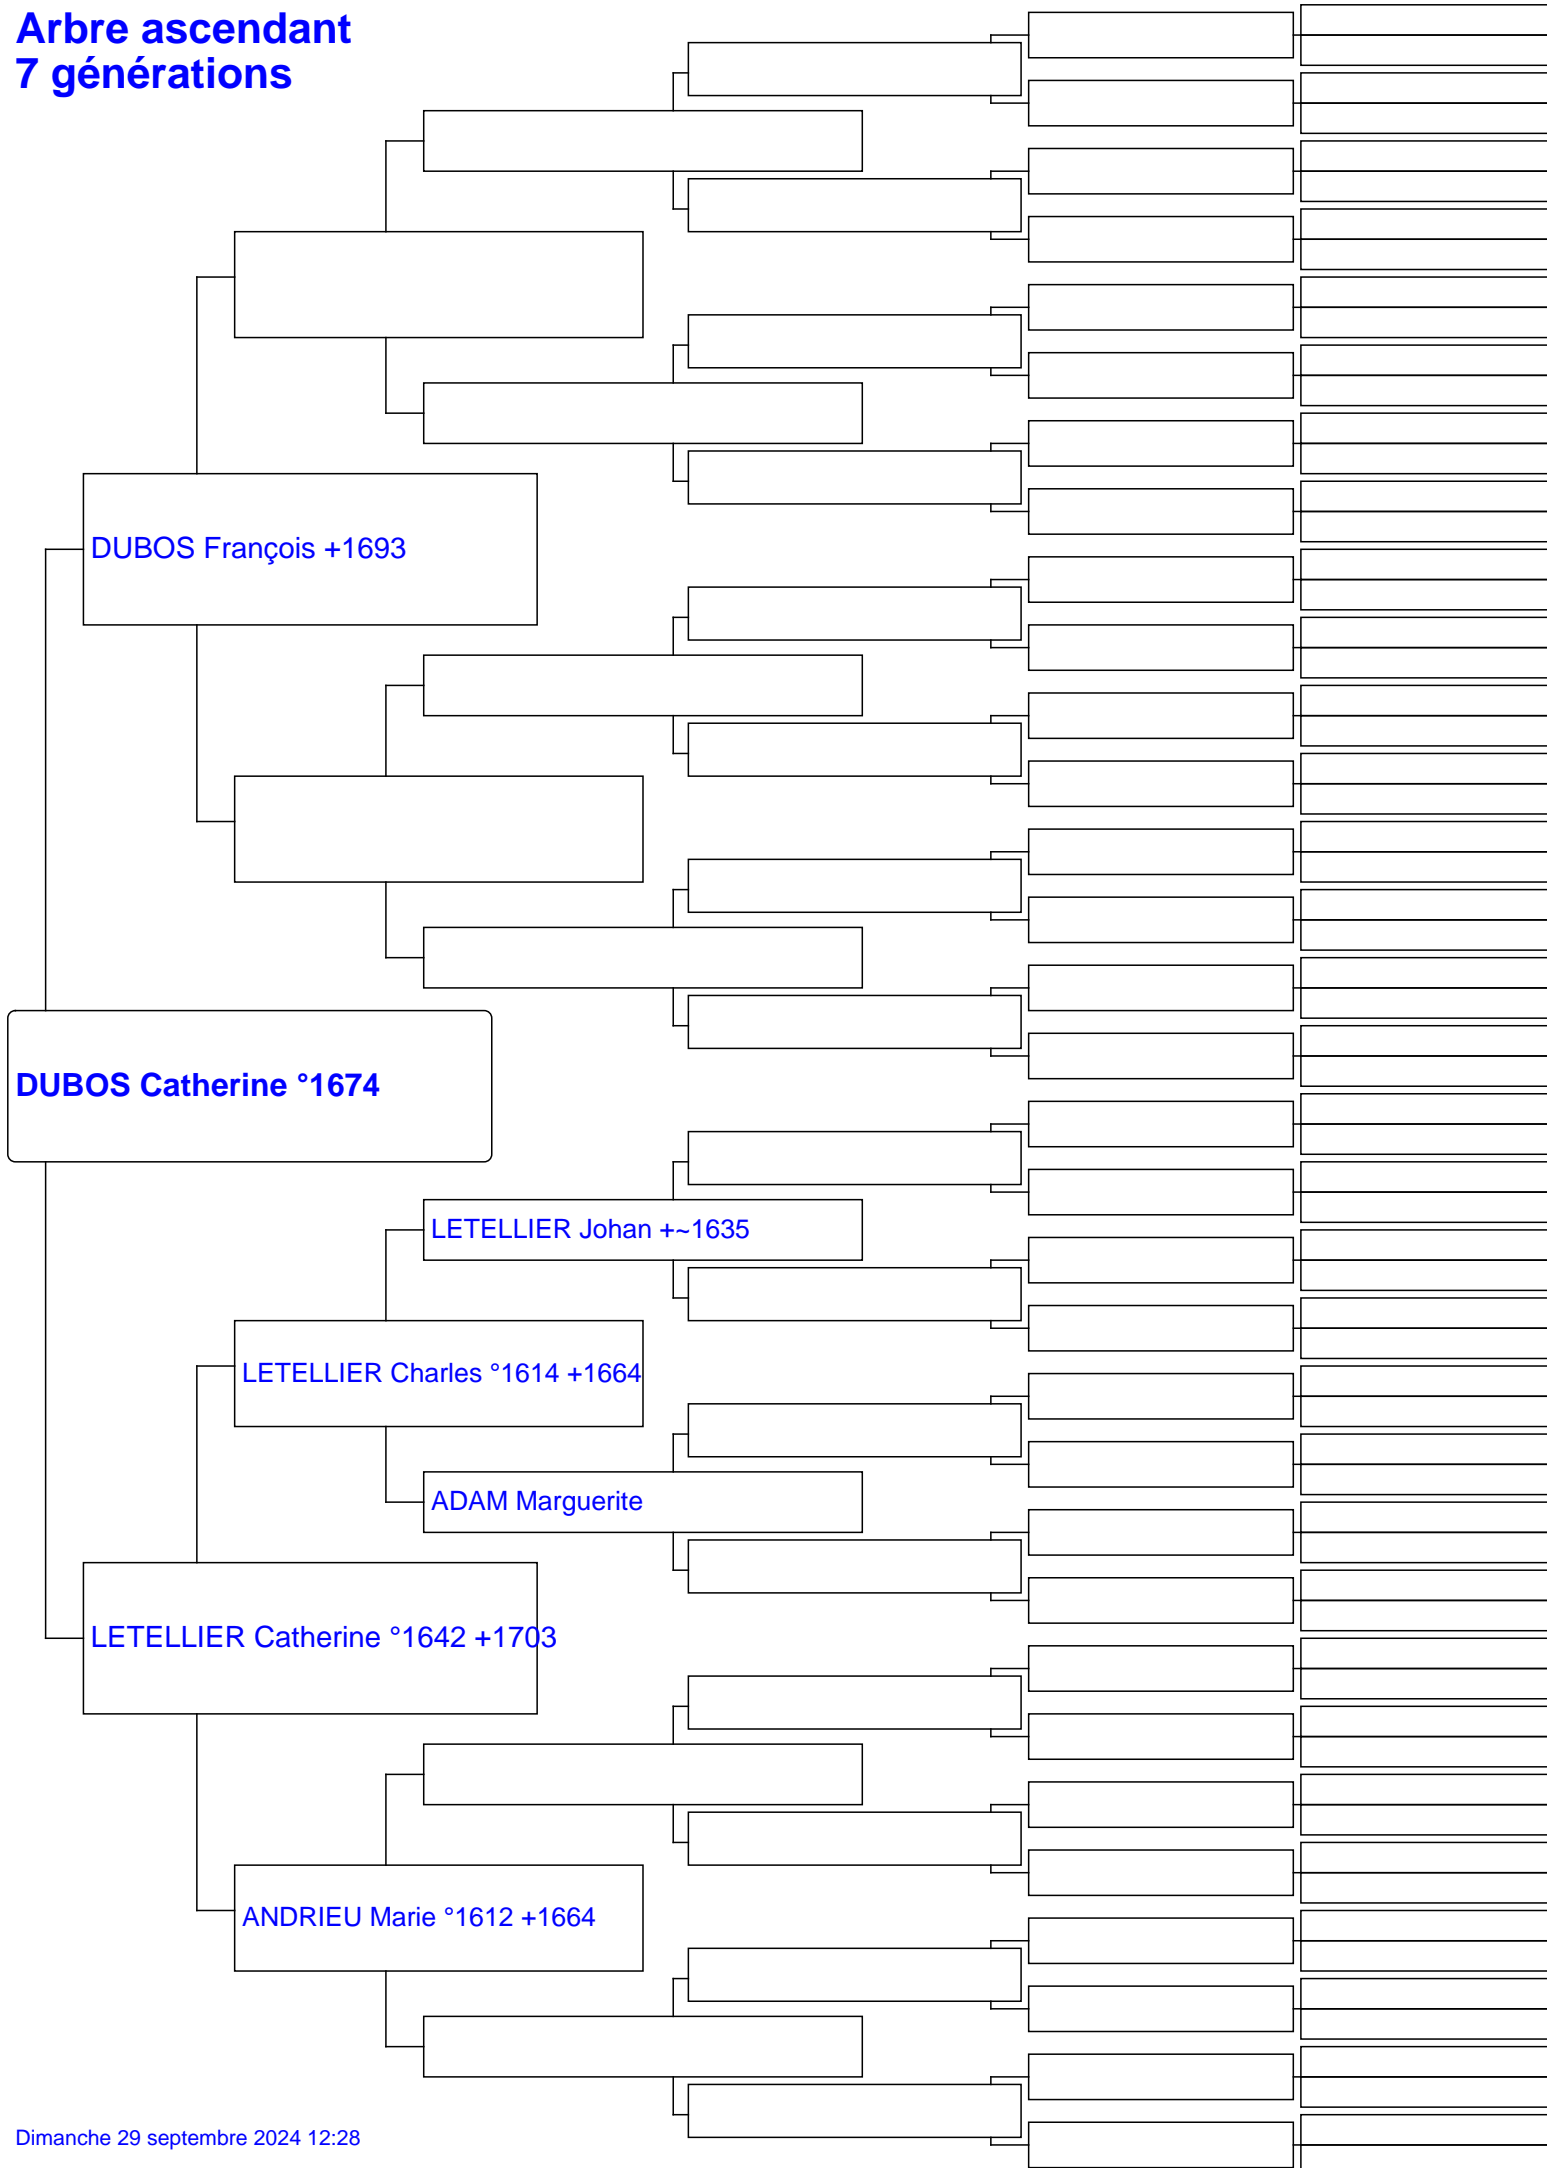 Arbre ascendant
7 générations
DUBOS François +1693
DUBOS Catherine °1674
LETELLIER Johan +~1635
LETELLIER Charles °1614 +1664
ADAM Marguerite
LETELLIER Catherine °1642 +1703
ANDRIEU Marie °1612 +1664
Dimanche 29 septembre 2024 12:28